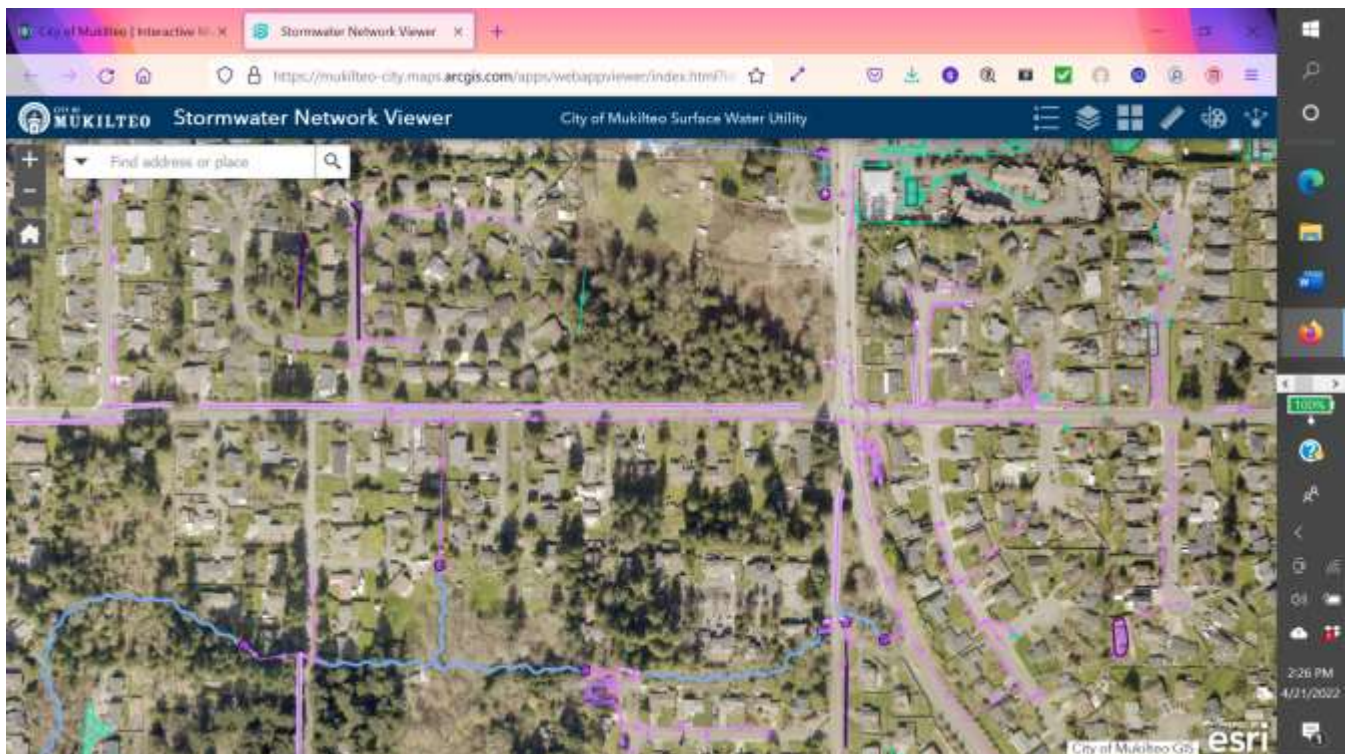 City of Mukilteo | Interactive M
Stormwater Network Viewer
https://mukilteo-city.maps.arcgis.com/apps/webappviewer/index.html?i
CITY OF
MUKILTEO
Stormwater Network Viewer
City of Mukilteo Surface Water Utility
Find address or place
100%
2:26 PM
4/21/2022
City of Mukilteo GIS
esri